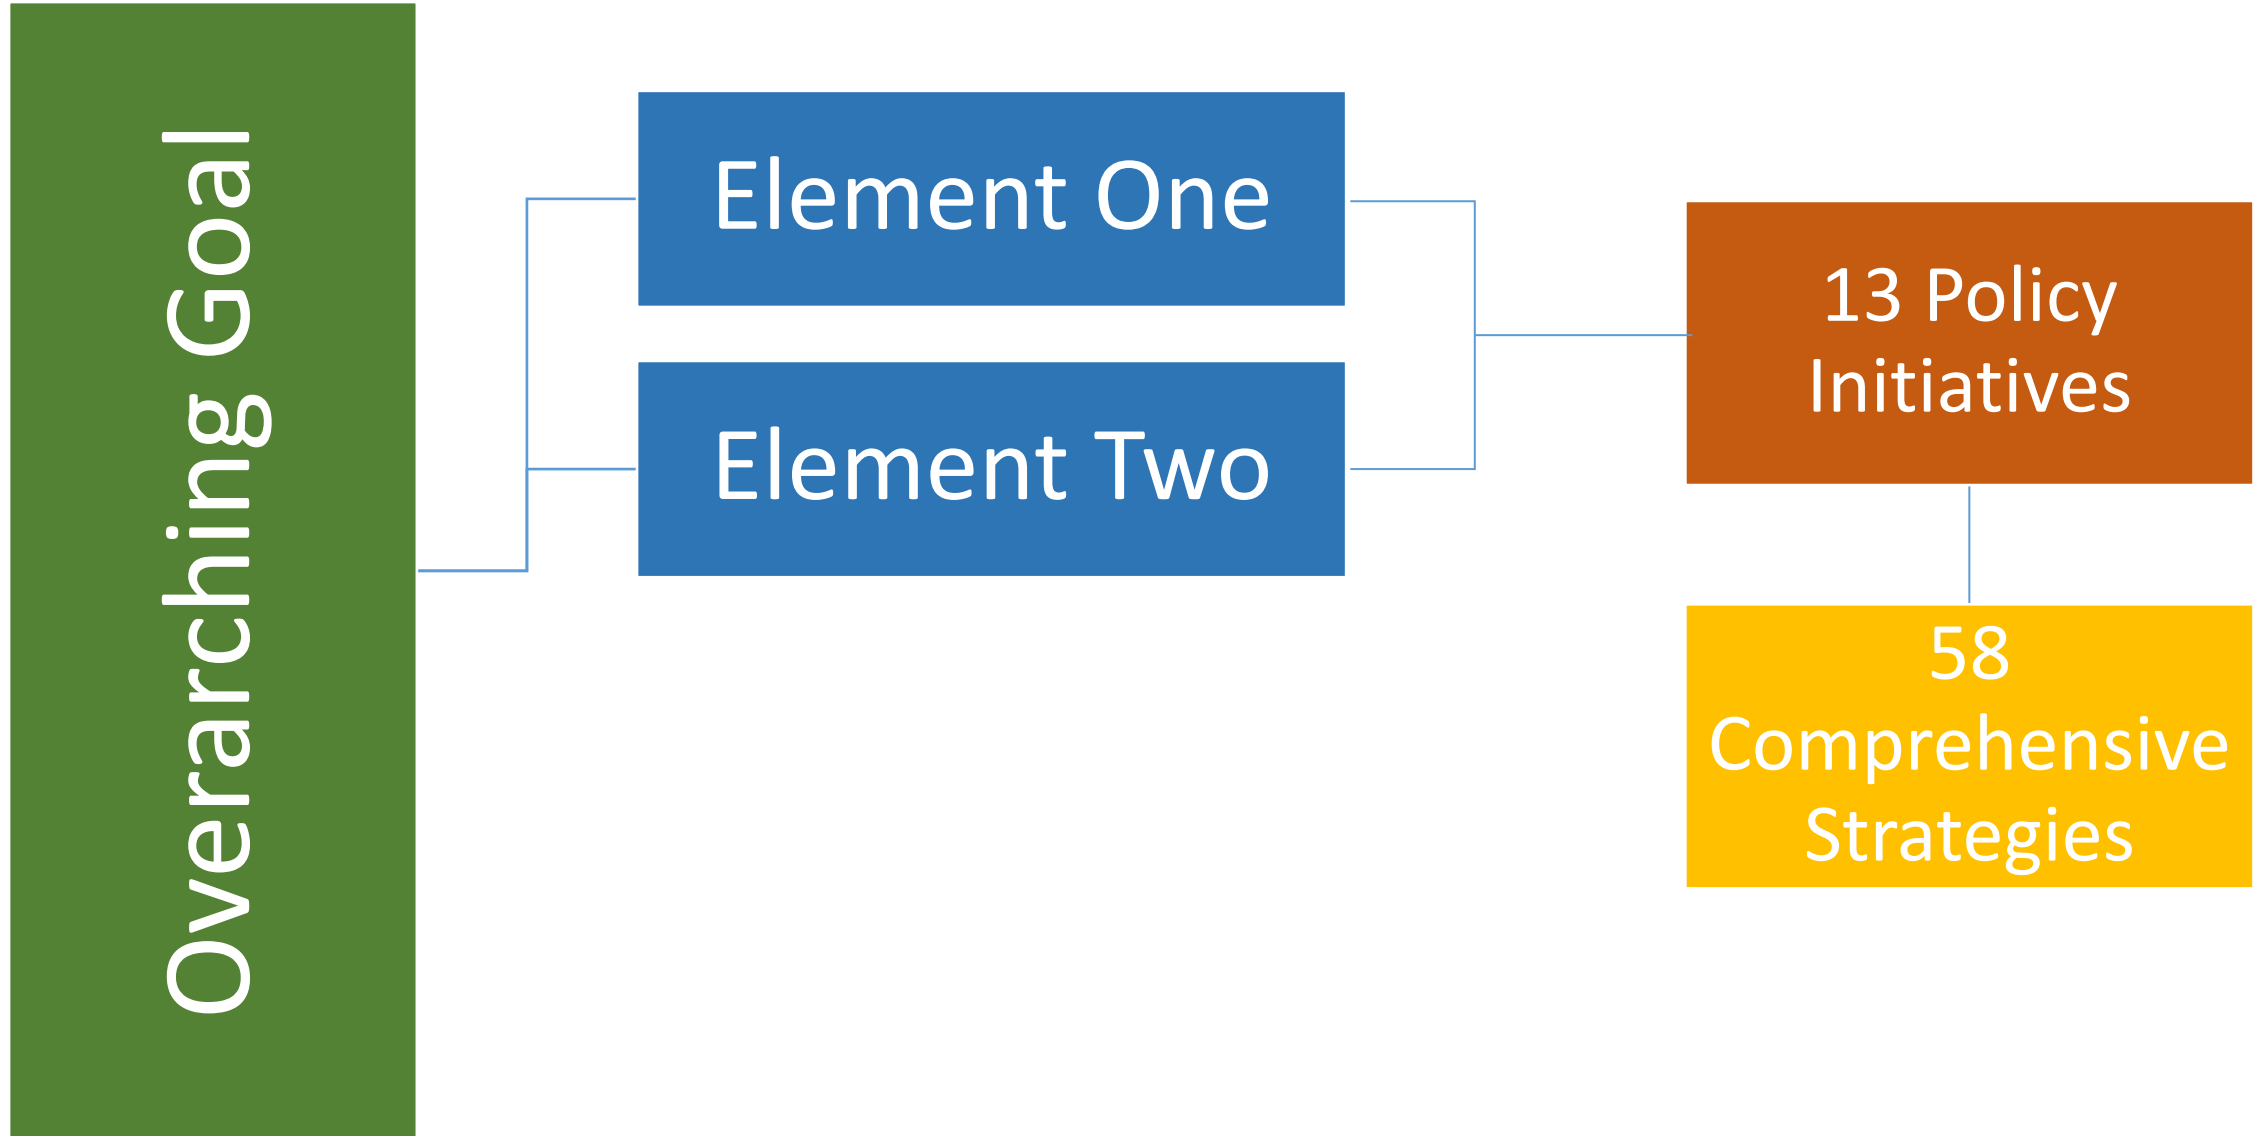 Overarching Goal
Element One
Element Two
13 Policy
Initiatives
58
Comprehensive
Strategies